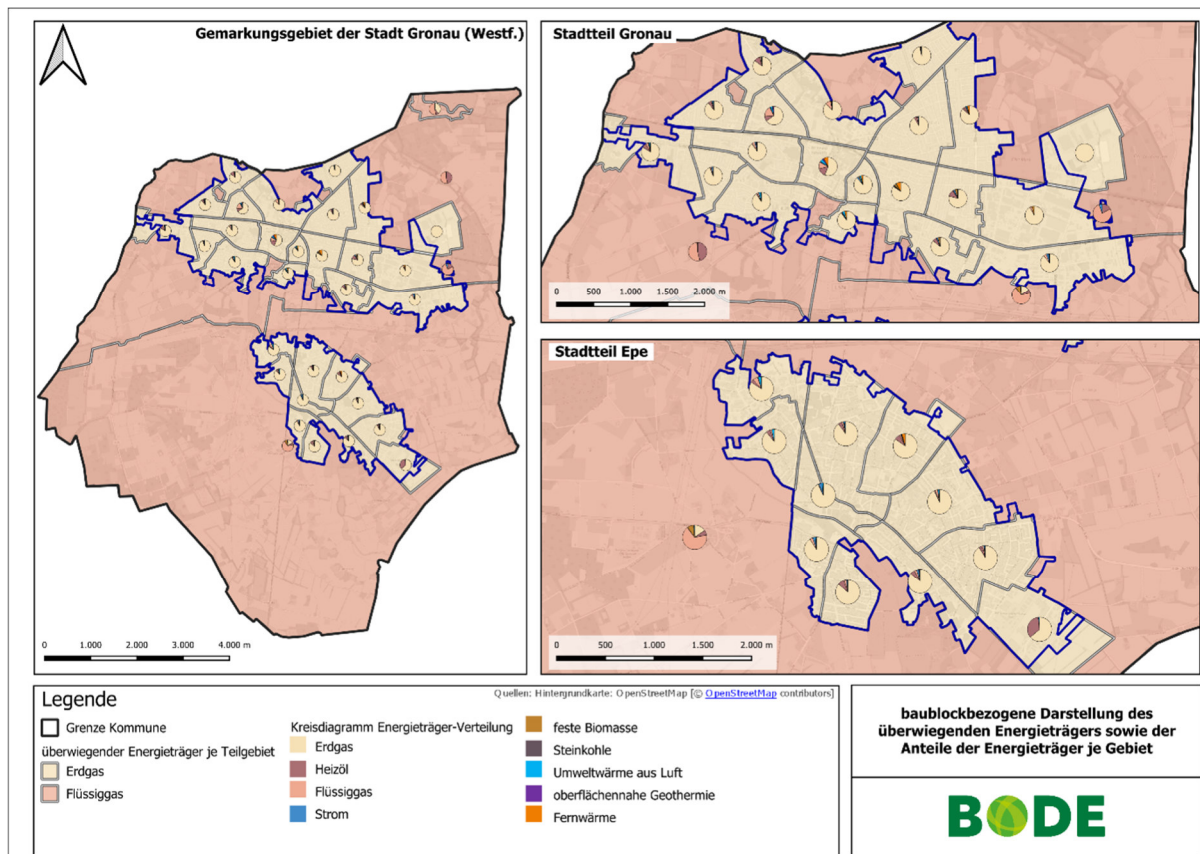 Gemarkungsgebiet der Stadt Gronau (Westf.)
0 1.000 2.000 3.000 4.000 m
Stadtteil Gronau
0 500 1.000 1.500 2.000 m
Stadtteil Epe
0 500 1.000 1.500 2.000 m
Legende
Quellen: Hintergrundkarte: OpenStreetMap [© OpenStreetMap contributors]
Grenze Kommune
überwiegender Energieträger je Teilgebiet
Erdgas
Flüssiggas
Kreisdiagramm Energieträger-Verteilung
Erdgas
Heizöl
Flüssiggas
Strom
feste Biomasse
Steinkohle
Umweltwärme aus Luft
oberflächennahe Geothermie
Fernwärme
baublockbezogene Darstellung des
überwiegenden Energieträgers sowie der
Anteile der Energieträger je Gebiet
BODE